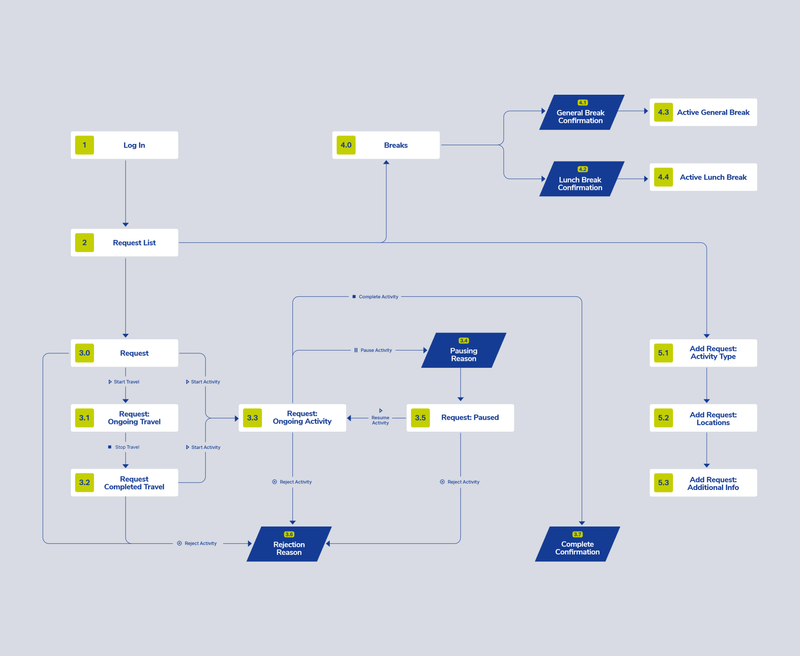 4.1
General Break
Confirmation
4.3
Active General Break
1
Log In
4.0
Breaks
4.2
Lunch Break
Confirmation
4.4
Active Lunch Break
2
Request List
Complete Activity
3.0
Request
Pause Activity
3.4
Pausing
Reason
5.1
Add Request:
Activity Type
Start Travel
Start Activity
3.1
Request:
Ongoing Travel
3.3
Request:
Ongoing Activity
Resume
Activity
3.5
Request: Paused
5.2
Add Request:
Locations
Stop Travel
Start Activity
3.2
Request
Completed Travel
Reject Activity
Reject Activity
5.3
Add Request:
Additional Info
Reject Activity
3.6
Rejection
Reason
3.7
Complete
Confirmation